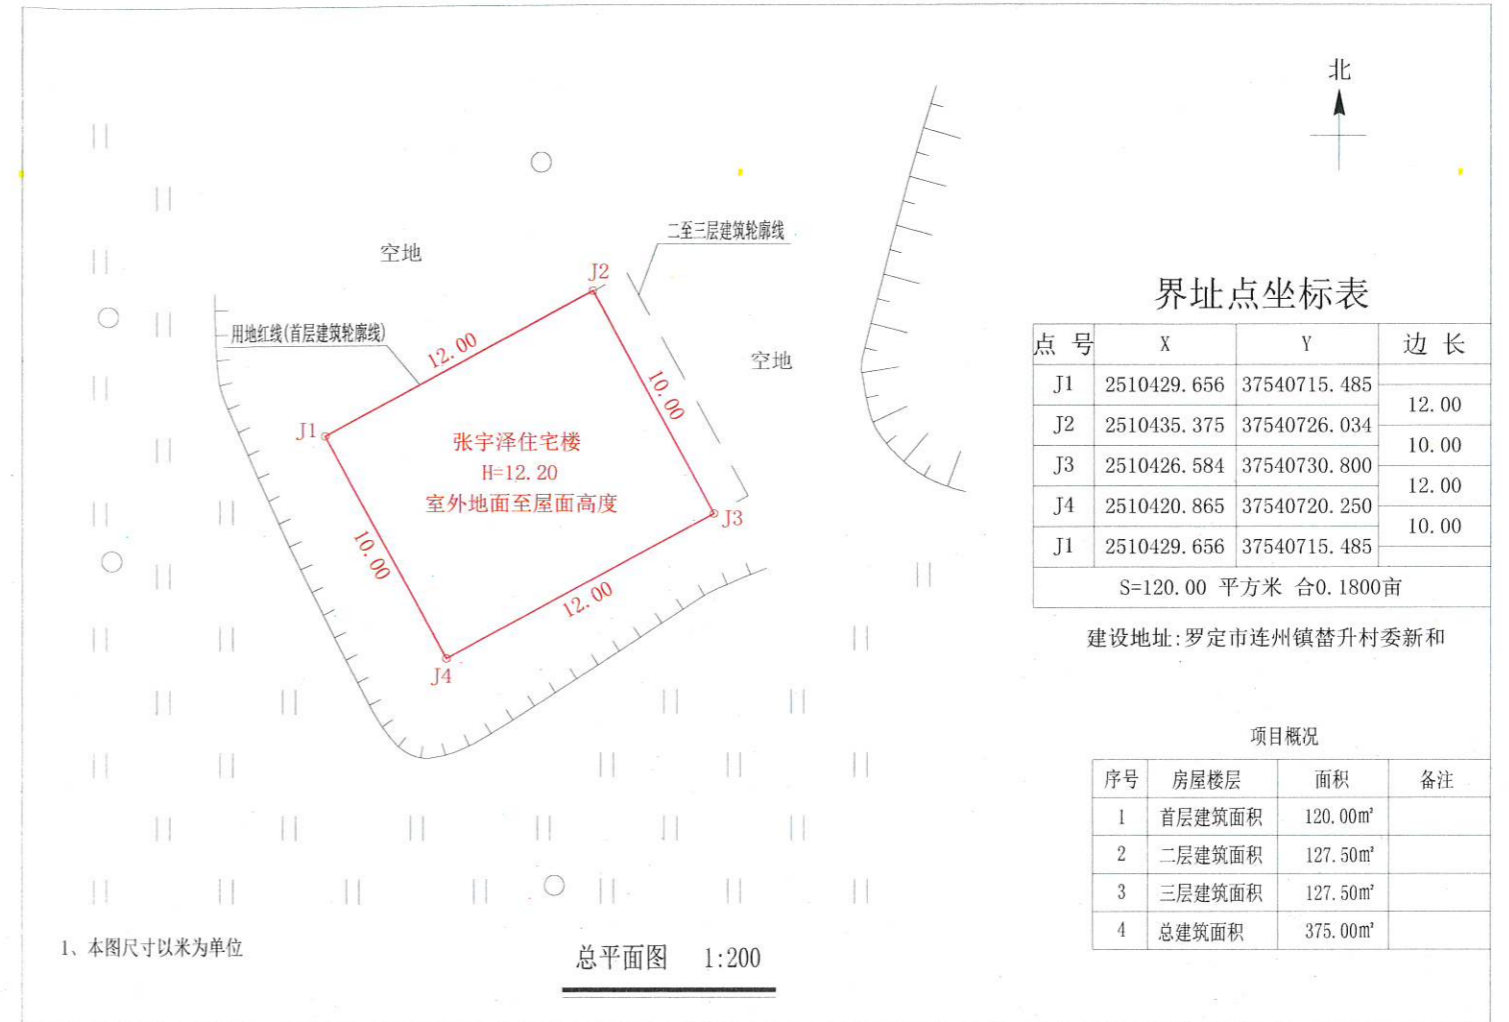 北
二至三层建筑轮廓线
空地
J2
用地红线(首层建筑轮廓线)
12.00
空地
10.00
J1
张宇泽住宅楼
H=12.20
室外地面至屋面高度
J3
10.00
12.00
J4
界址点坐标表
点 号 X Y 边 长
J1 2510429.656 37540715.485
12.00
J2 2510435.375 37540726.034
10.00
J3 2510426.584 37540730.800
12.00
J4 2510420.865 37540720.250
10.00
J1 2510429.656 37540715.485
S=120.00 平方米 合0.1800亩
建设地址:罗定市连州镇榃升村委新和
项目概况
序号 房屋楼层 面积 备注
1 首层建筑面积 120.00m²
2 二层建筑面积 127.50m²
3 三层建筑面积 127.50m²
4 总建筑面积 375.00m²
1、本图尺寸以米为单位
总平面图 1:200